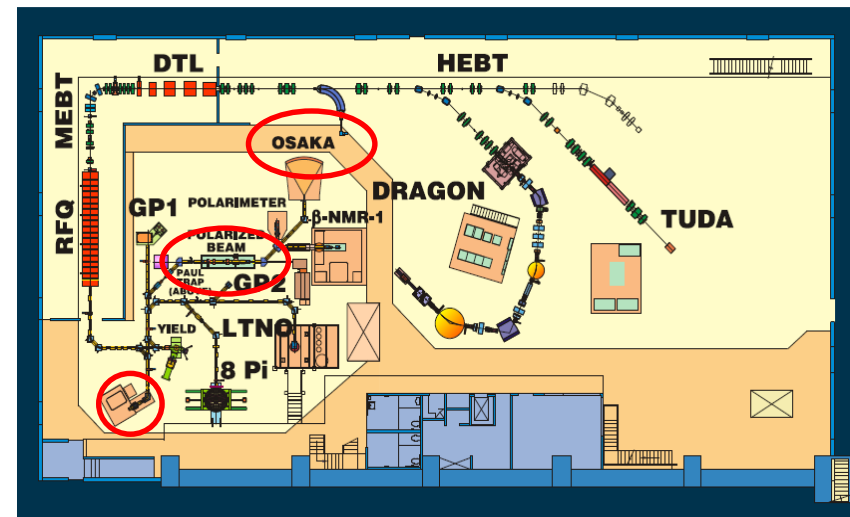 DTL
HEBT
MEBT
OSAKA
DRAGON
TUDA
RFQ
GP1
POLARIMETER
β-NMR-1
POLARIZED
BEAM
PAUL
TRAP
(ABOVE)
GP2
LTNO
YIELD
8 Pi